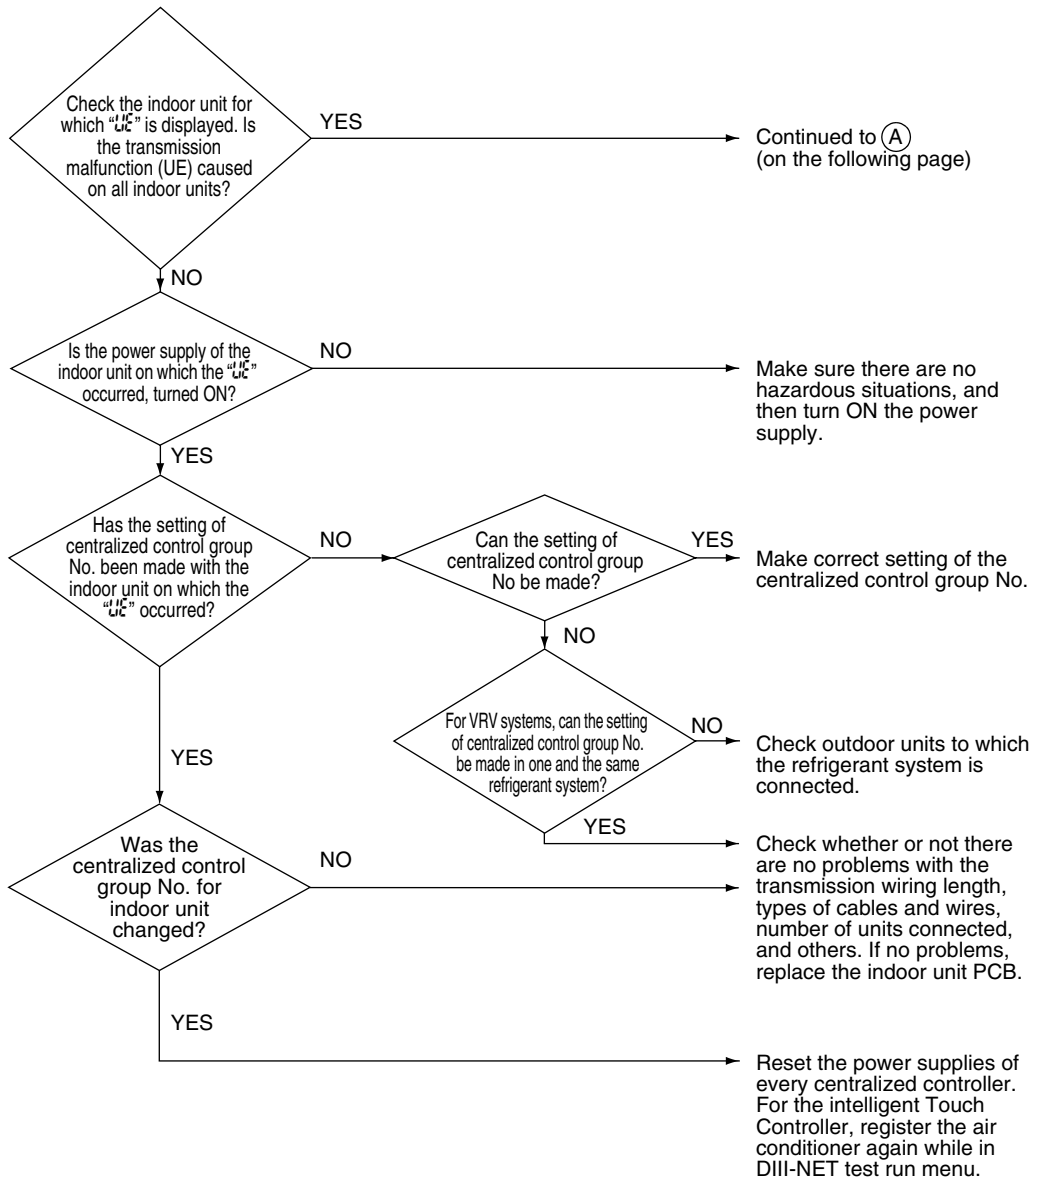 Check the indoor unit for
which “UE” is displayed. Is
the transmission
malfunction (UE) caused
on all indoor units?
YES
Continued to A
(on the following page)
NO
Is the power supply of the
indoor unit on which the “UE”
occurred, turned ON?
NO
Make sure there are no
hazardous situations, and
then turn ON the power
supply.
YES
Has the setting of
centralized control group
No. been made with the
indoor unit on which the
“UE” occurred?
NO
Can the setting of
centralized control group
No be made?
YES
Make correct setting of the
centralized control group No.
NO
For VRV systems, can the setting
of centralized control group No.
be made in one and the same
refrigerant system?
NO
Check outdoor units to which
the refrigerant system is
connected.
YES
YES
Check whether or not there
are no problems with the
transmission wiring length,
types of cables and wires,
number of units connected,
and others. If no problems,
replace the indoor unit PCB.
Was the
centralized control
group No. for
indoor unit
changed?
NO
YES
Reset the power supplies of
every centralized controller.
For the intelligent Touch
Controller, register the air
conditioner again while in
DIII-NET test run menu.